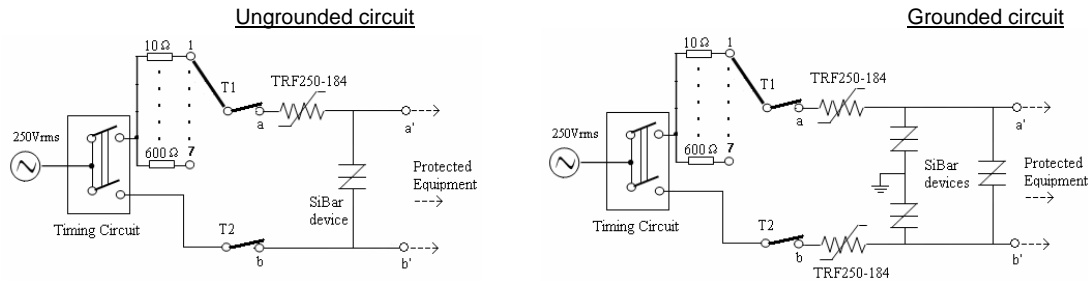 Ungrounded circuit
10 Ω 1
T1
TRF250-184
a
a'
250Vrms
600 Ω 7
SiBar
device
Protected
Equipment
Timing Circuit
T2
b
b'
Grounded circuit
10 Ω 1
T1
TRF250-184
a
a'
250Vrms
600 Ω 7
SiBar
devices
Protected
Equipment
Timing Circuit
T2
b
TRF250-184
b'